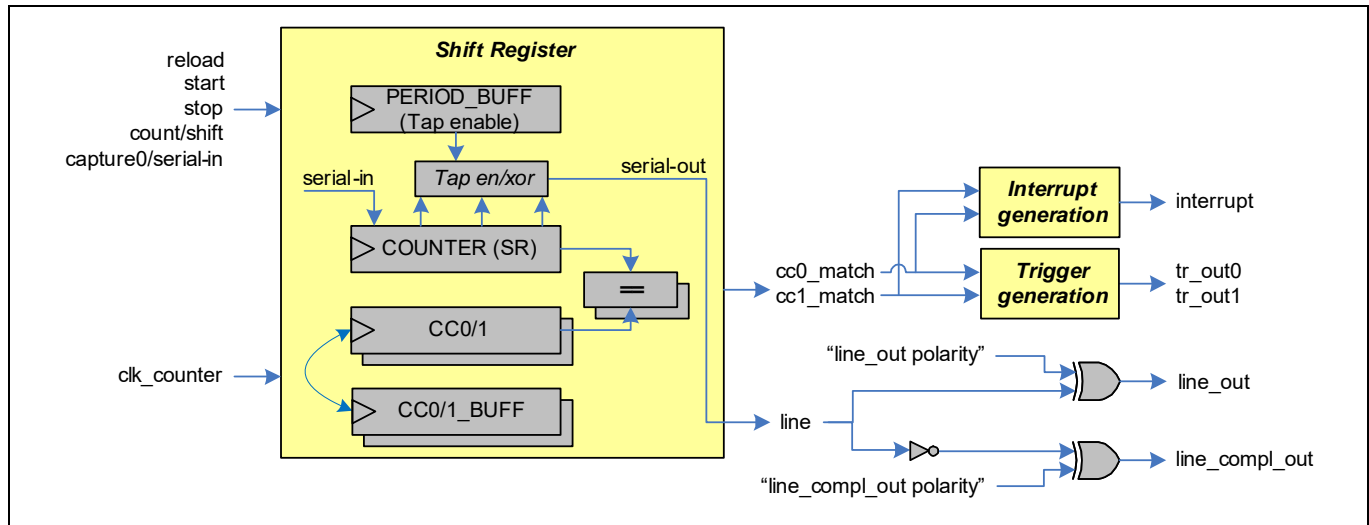 reload
start
stop
count/shift
capture0/serial-in
clk_counter
Shift Register
PERIOD_BUFF
(Tap enable)
serial-in
Tap en/xor
serial-out
COUNTER (SR)
=
CC0/1
CC0/1_BUFF
cc0_match
cc1_match
Interrupt
generation
interrupt
Trigger
generation
tr_out0
tr_out1
“line_out polarity”
line_out
line
line_compl_out
“line_compl_out polarity”